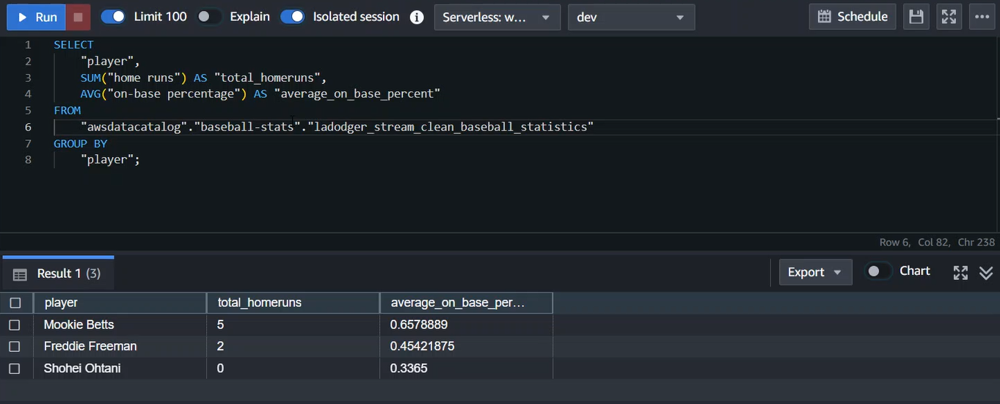 Run Limit 100 Explain Isolated session i Serverless: w... dev Schedule
1 SELECT
2 "player",
3 SUM("home runs") AS "total_homeruns",
4 AVG("on-base percentage") AS "average_on_base_percent"
5 FROM
6 "awsdatacatalog"."baseball-stats"."ladodger_stream_clean_baseball_statistics"
7 GROUP BY
8 "player";
Row 6, Col 82, Chr 238
Result 1 (3) Export Chart
player total_homeruns average_on_base_per...
Mookie Betts 5 0.6578889
Freddie Freeman 2 0.45421875
Shohei Ohtani 0 0.3365